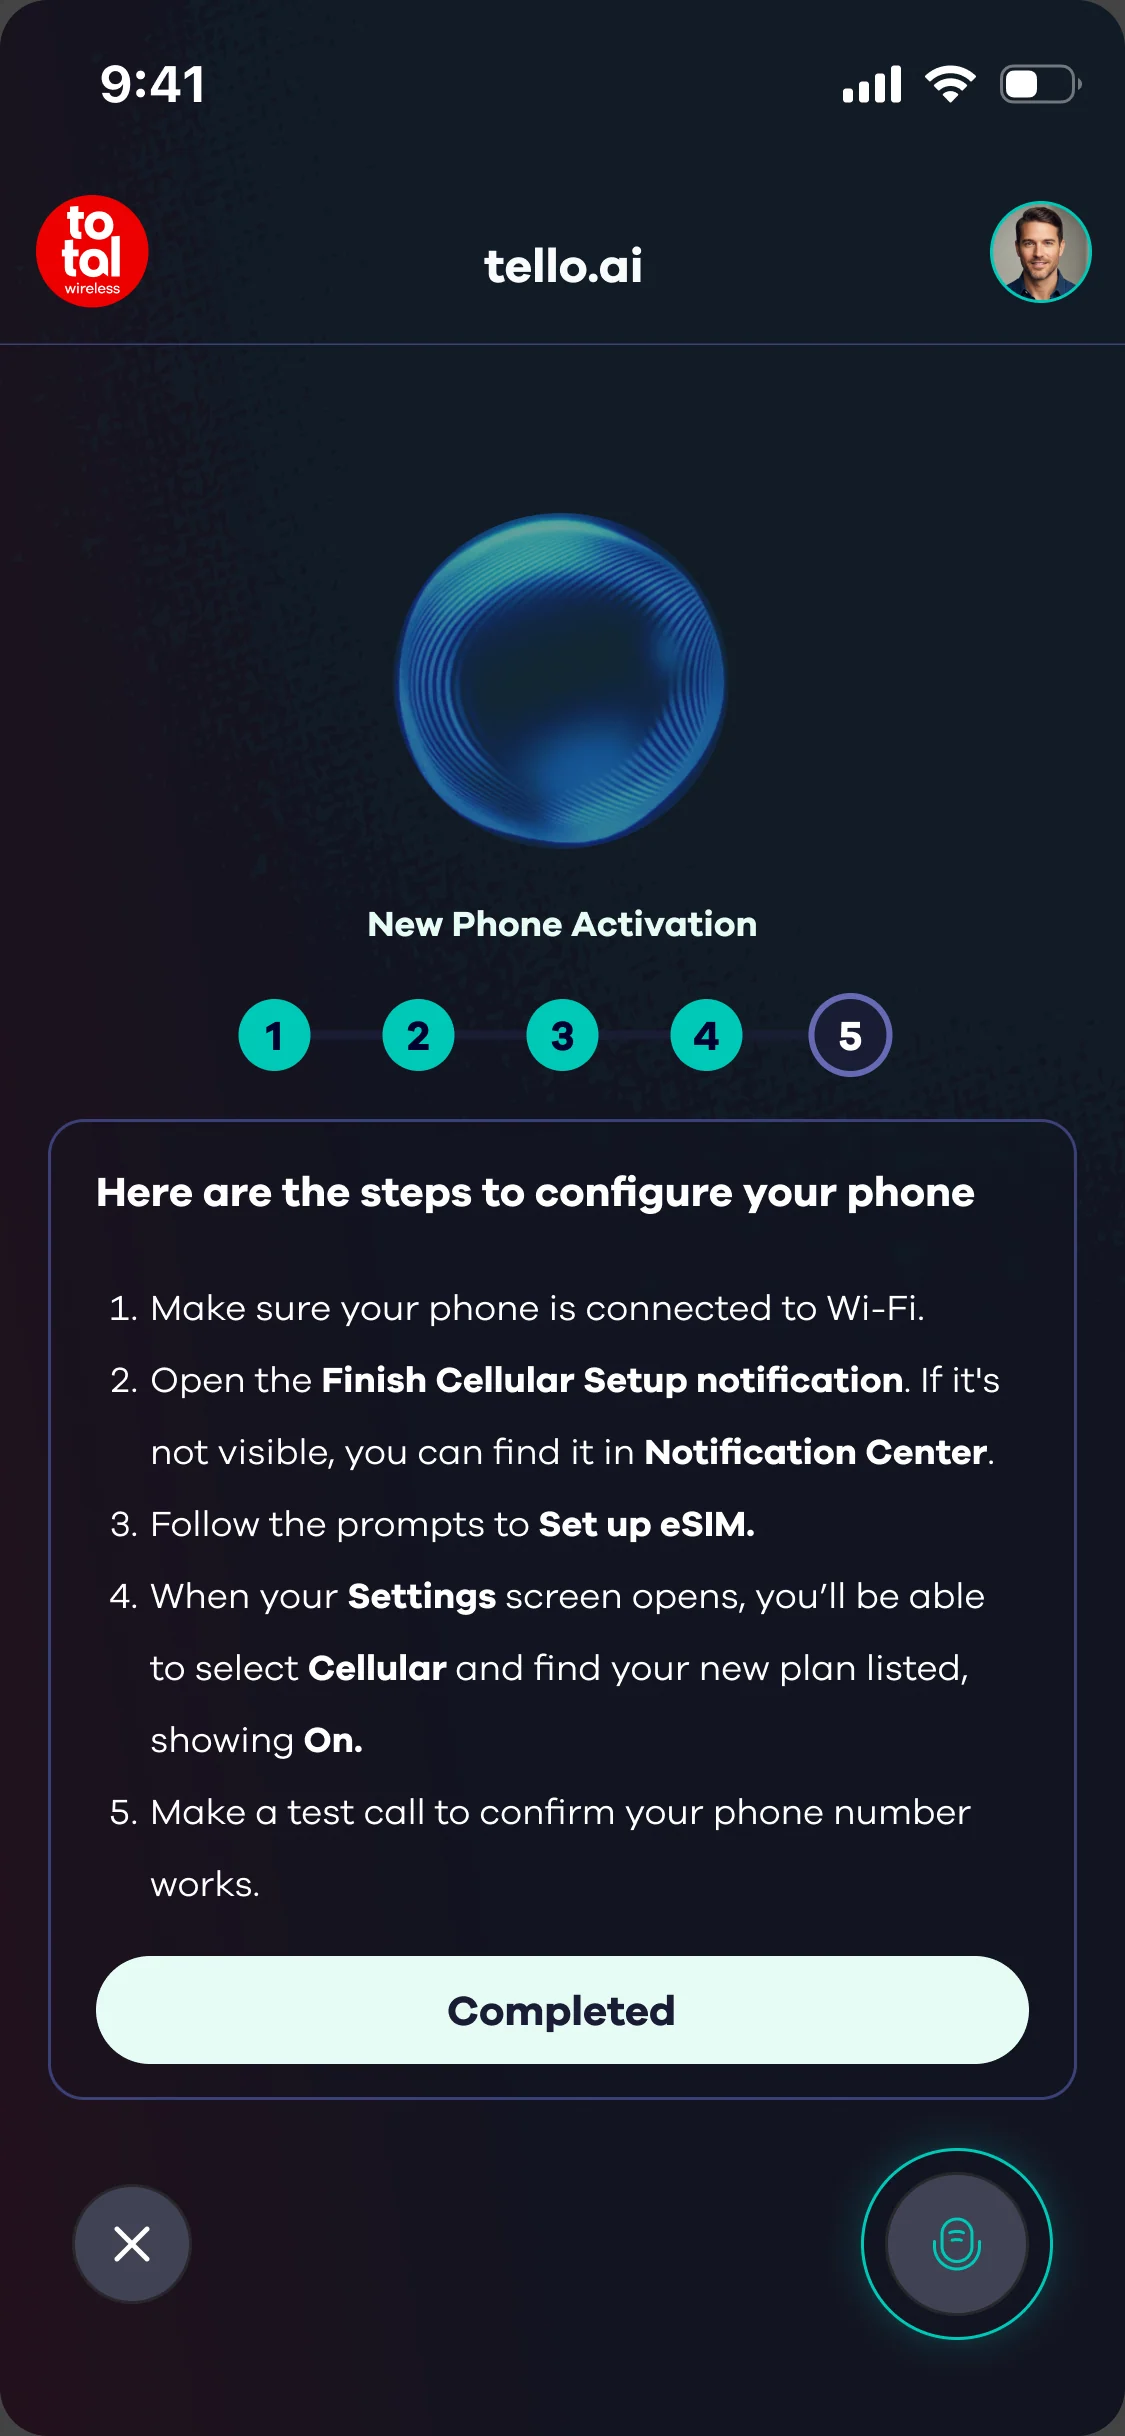 9:41
to
tal
wireless
tello.ai
New Phone Activation
1 2 3 4 5
Here are the steps to configure your phone
1. Make sure your phone is connected to Wi-Fi.
2. Open the Finish Cellular Setup notification. If it's
not visible, you can find it in Notification Center.
3. Follow the prompts to Set up eSIM.
4. When your Settings screen opens, you’ll be able
to select Cellular and find your new plan listed,
showing On.
5. Make a test call to confirm your phone number
works.
Completed